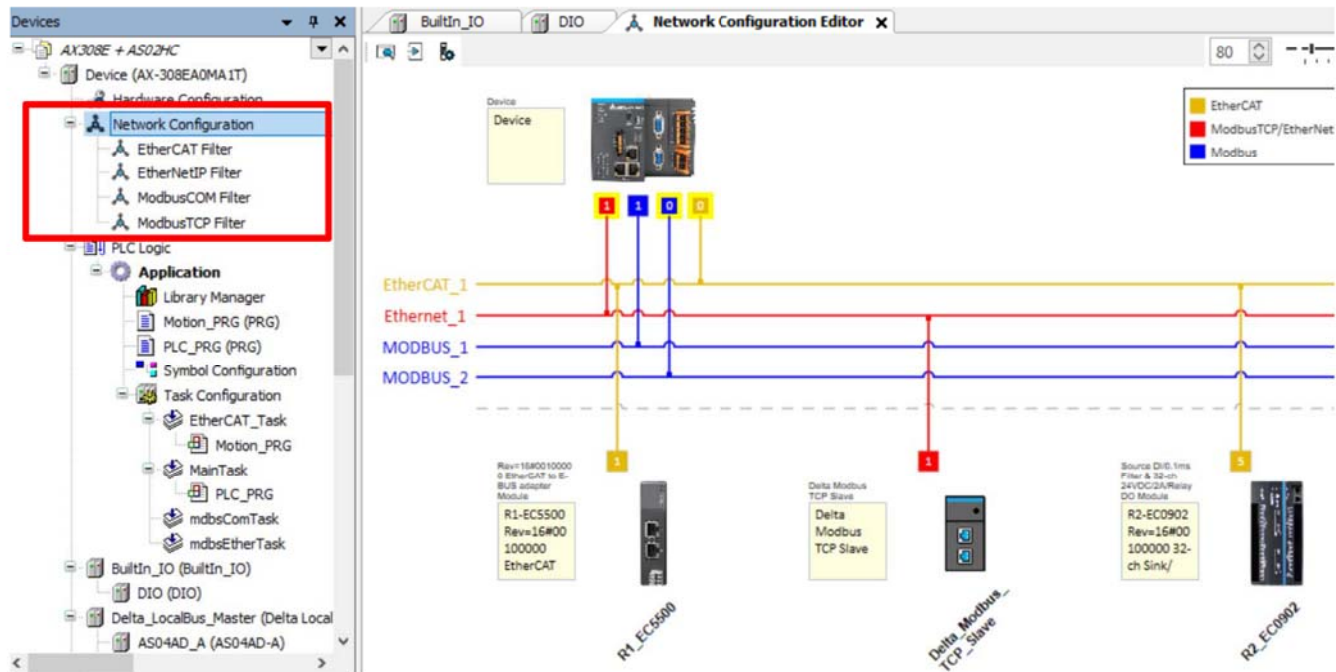 Devices
AX308E + AS02HC
Device (AX-308EA0MA1T)
Hardware Configuration
Network Configuration
EtherCAT Filter
EtherNetIP Filter
ModbusCOM Filter
ModbusTCP Filter
PLC Logic
Application
Library Manager
Motion_PRG (PRG)
PLC_PRG (PRG)
Symbol Configuration
Task Configuration
EtherCAT_Task
Motion_PRG
MainTask
PLC_PRG
mdbsComTask
mdbsEtherTask
BuiltIn_IO (BuiltIn_IO)
DIO (DIO)
Delta_LocalBus_Master (Delta Local
AS04AD_A (AS04AD-A)
BuiltIn_IO
DIO
Network Configuration Editor
80
EtherCAT
ModbusTCP/EtherNet
Modbus
Device
Device
1 1 0 0
EtherCAT_1
Ethernet_1
MODBUS_1
MODBUS_2
1
Rev=16#0010000
0 EtherCAT to E-
BUS adapter
Module
R1-EC5500
Rev=16#00
100000
EtherCAT
R1_EC5500
1
Delta Modbus
TCP Slave
Delta
Modbus
TCP Slave
Delta_Modbus_
TCP_Slave
5
Source DI/0.1ms
Filter & 32-ch
24VDC/2A/Relay
DO Module
R2-EC0902
Rev=16#00
100000 32-
ch Sink/
R2_EC0902